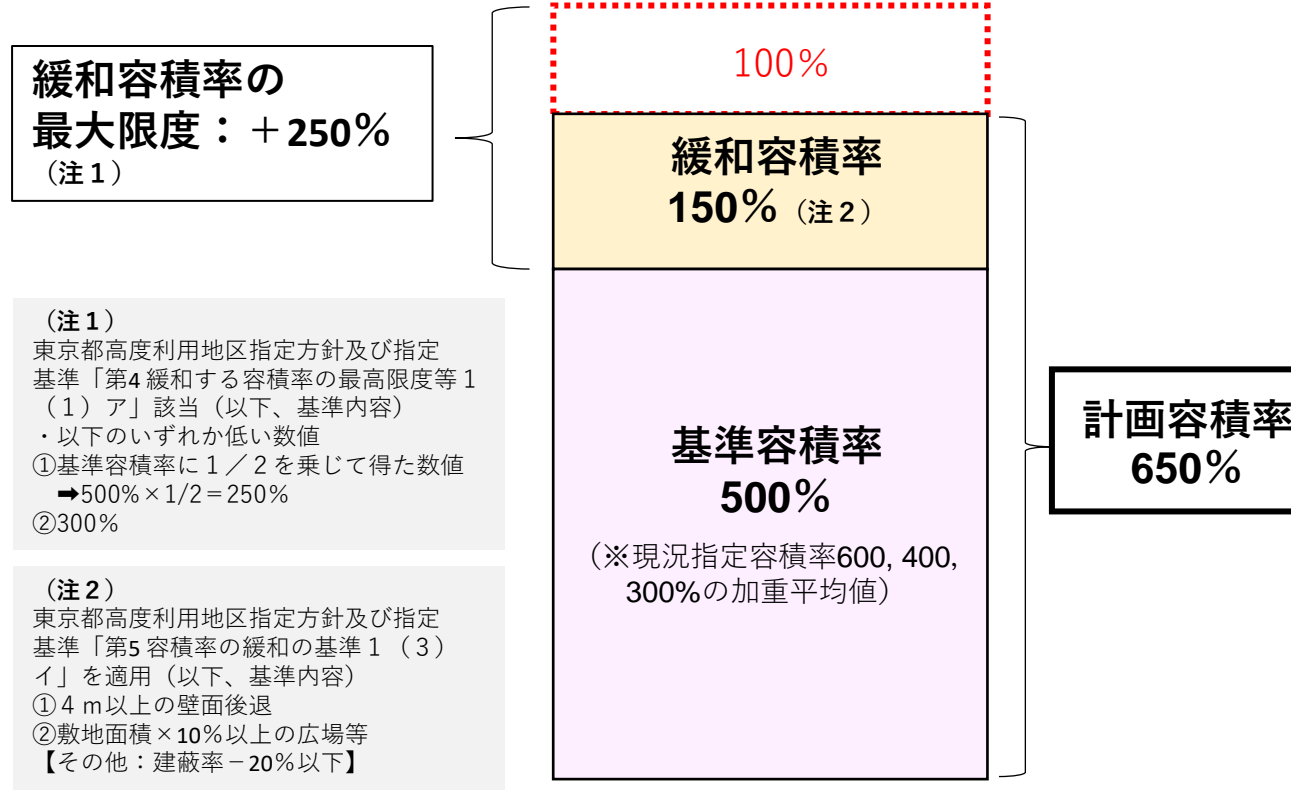 緩和容積率の
最大限度：＋250％
（注１）
（注１）
東京都高度利用地区指定方針及び指定
基準「第4 緩和する容積率の最高限度等１
（１）ア」該当（以下、基準内容）
・以下のいずれか低い数値
①基準容積率に１／２を乗じて得た数値
➡500%×1/2＝250％
②300％
（注２）
東京都高度利用地区指定方針及び指定
基準「第5 容積率の緩和の基準１（３）
イ」を適用（以下、基準内容）
①４ｍ以上の壁面後退
②敷地面積×10％以上の広場等
【その他：建蔽率－20％以下】
100％
緩和容積率
150％（注２）
基準容積率
500％
（※現況指定容積率600, 400,
300%の加重平均値）
計画容積率
650％